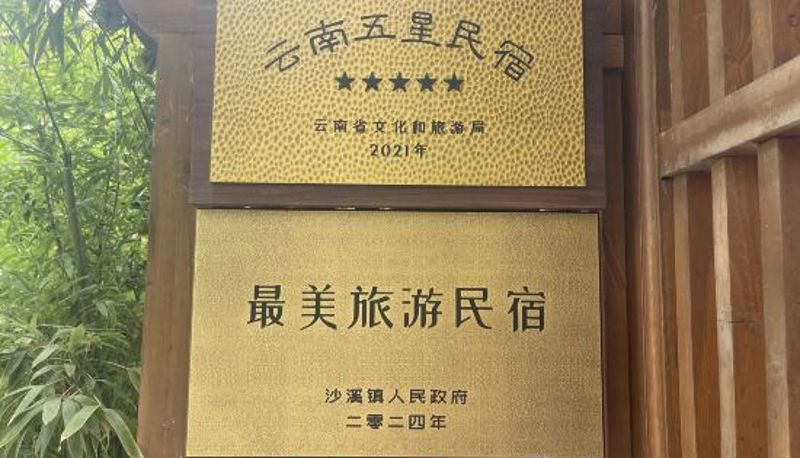 云南五星民宿
★★★★★
云南省文化和旅游局
2021年
最美旅游民宿
沙溪镇人民政府
二零二四年